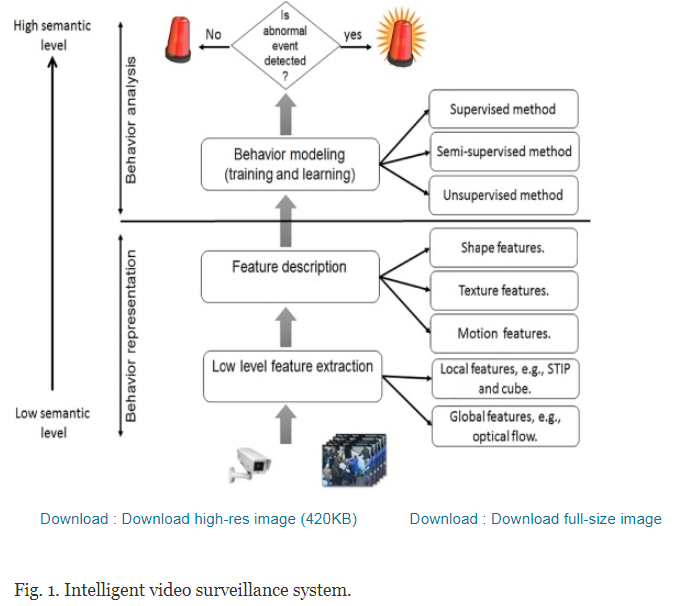 High semantic
level
No
Is
abnormal
event
detected
?
yes
Behavior analysis
Behavior modeling
(training and learning)
Supervised method
Semi-supervised method
Unsupervised method
Behavior representation
Feature description
Shape features.
Texture features.
Motion features.
Low level feature extraction
Local features, e.g., STIP
and cube.
Global features, e.g.,
optical flow.
Low semantic
level
Download : Download high-res image (420KB)
Download : Download full-size image
Fig. 1. Intelligent video surveillance system.